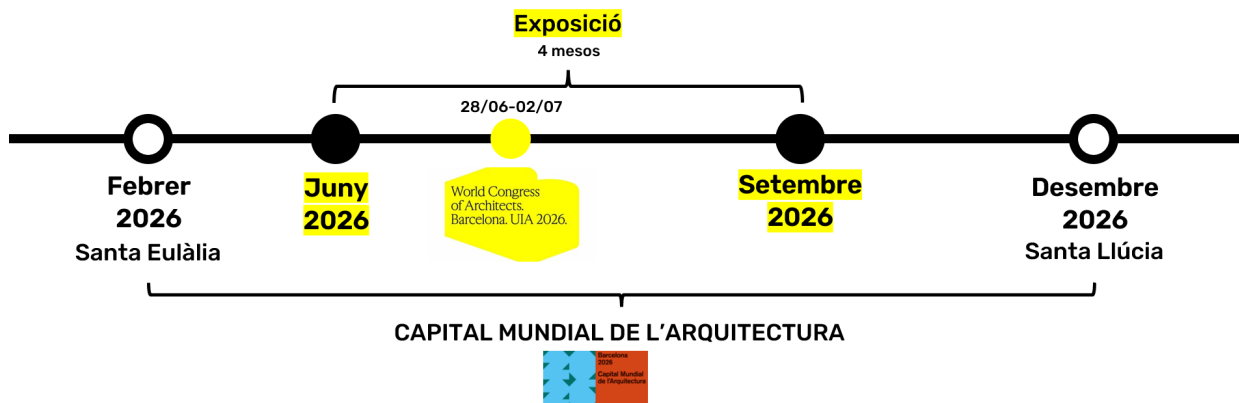 Exposició
4 mesos
28/06-02/07
Febrer
2026
Santa Eulàlia
Juny
2026
World Congress
of Architects.
Barcelona. UIA 2026.
Setembre
2026
Desembre
2026
Santa Llúcia
CAPITAL MUNDIAL DE L’ARQUITECTURA
Barcelona
2026
Capital Mundial
de l'Arquitectura